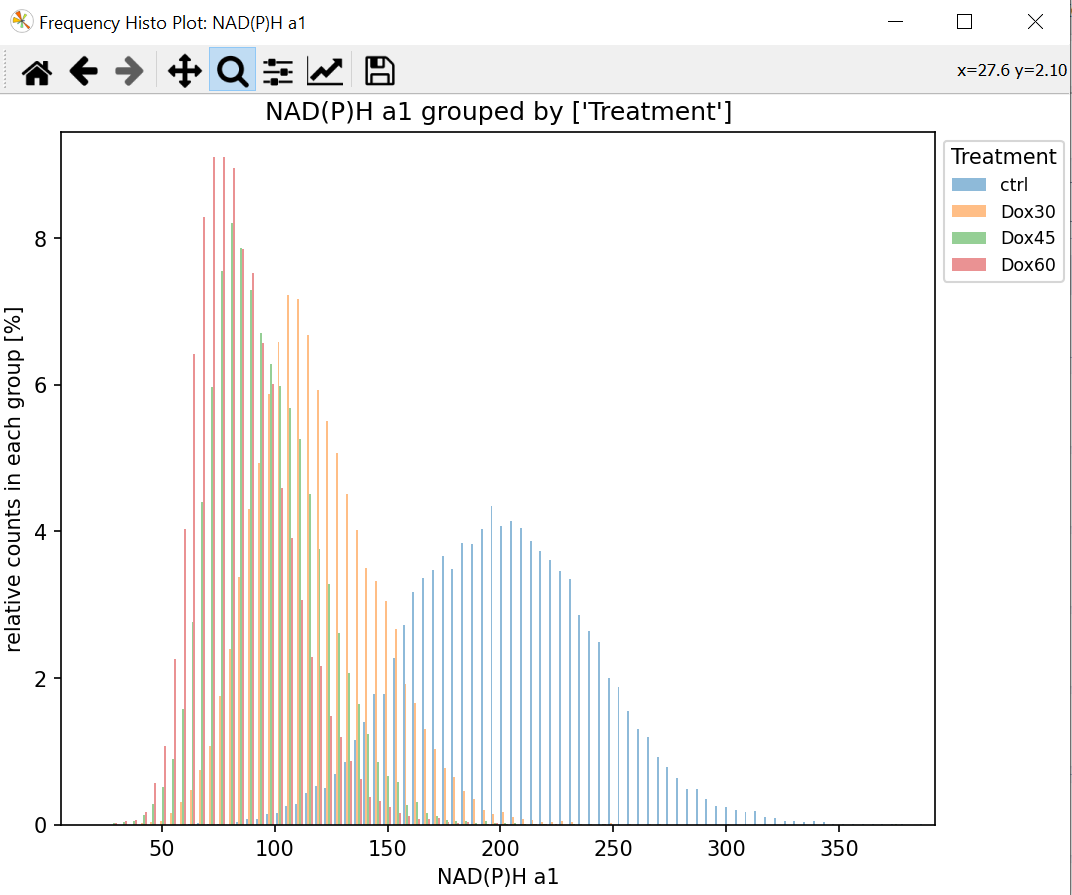 Frequency Histo Plot: NAD(P)H a1
x=27.6 y=2.10
NAD(P)H a1 grouped by ['Treatment']
Treatment
ctrl
Dox30
Dox45
Dox60
relative counts in each group [%]
8
6
4
2
0
50 100 150 200 250 300 350
NAD(P)H a1